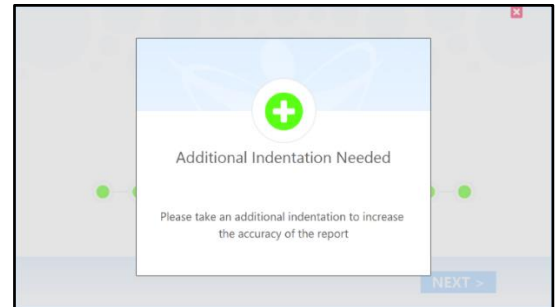 Additional Indentation Needed
Please take an additional indentation to increase
the accuracy of the report
NEXT >